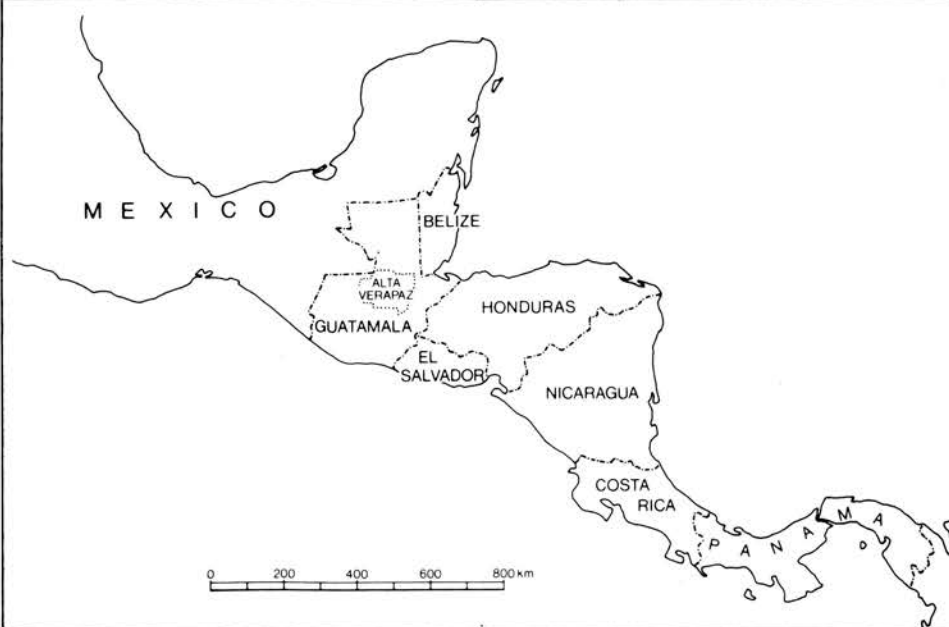 MEXICO
BELIZE
ALTA
VERAPAZ
GUATAMALA
HONDURAS
EL
SALVADOR
NICARAGUA
COSTA
RICA
PANAMA
0 200 400 600 800 km